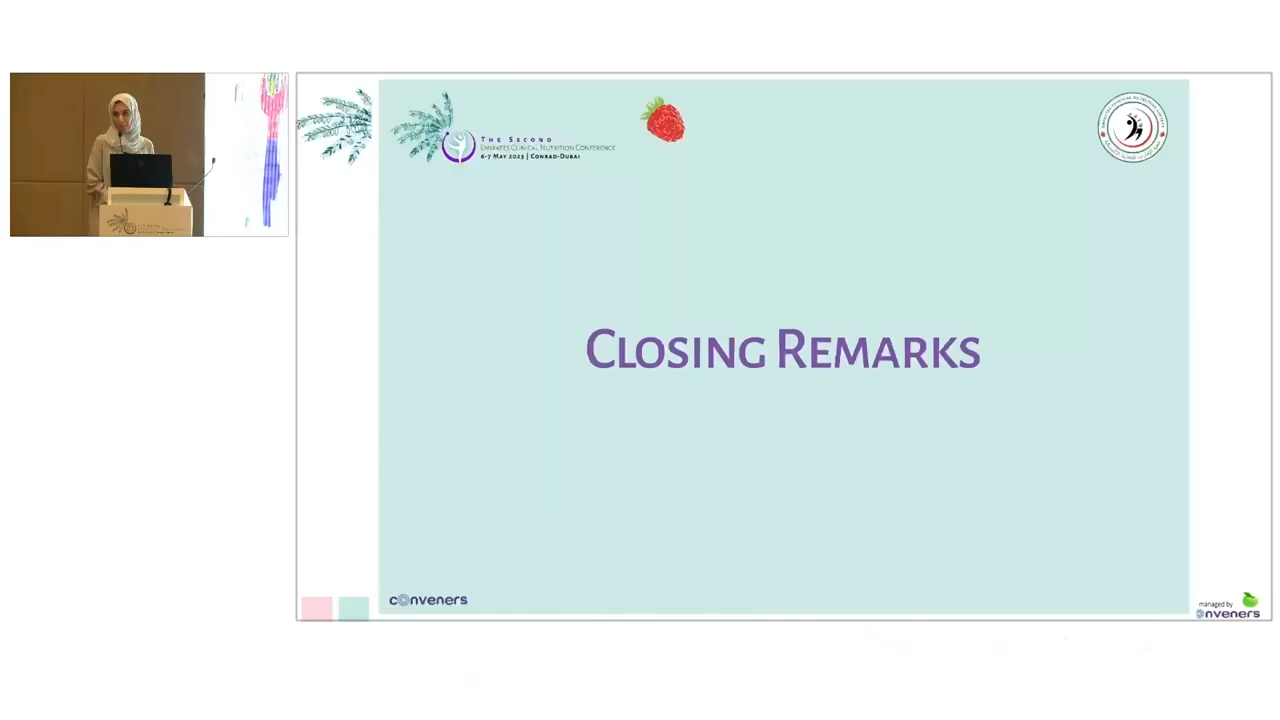 THE SECOND
EMIRATES CLINICAL NUTRITION CONFERENCE
6-7 MAY 2023 | CONRAD-DUBAI
CLOSING REMARKS
conveners
managed by
conveners